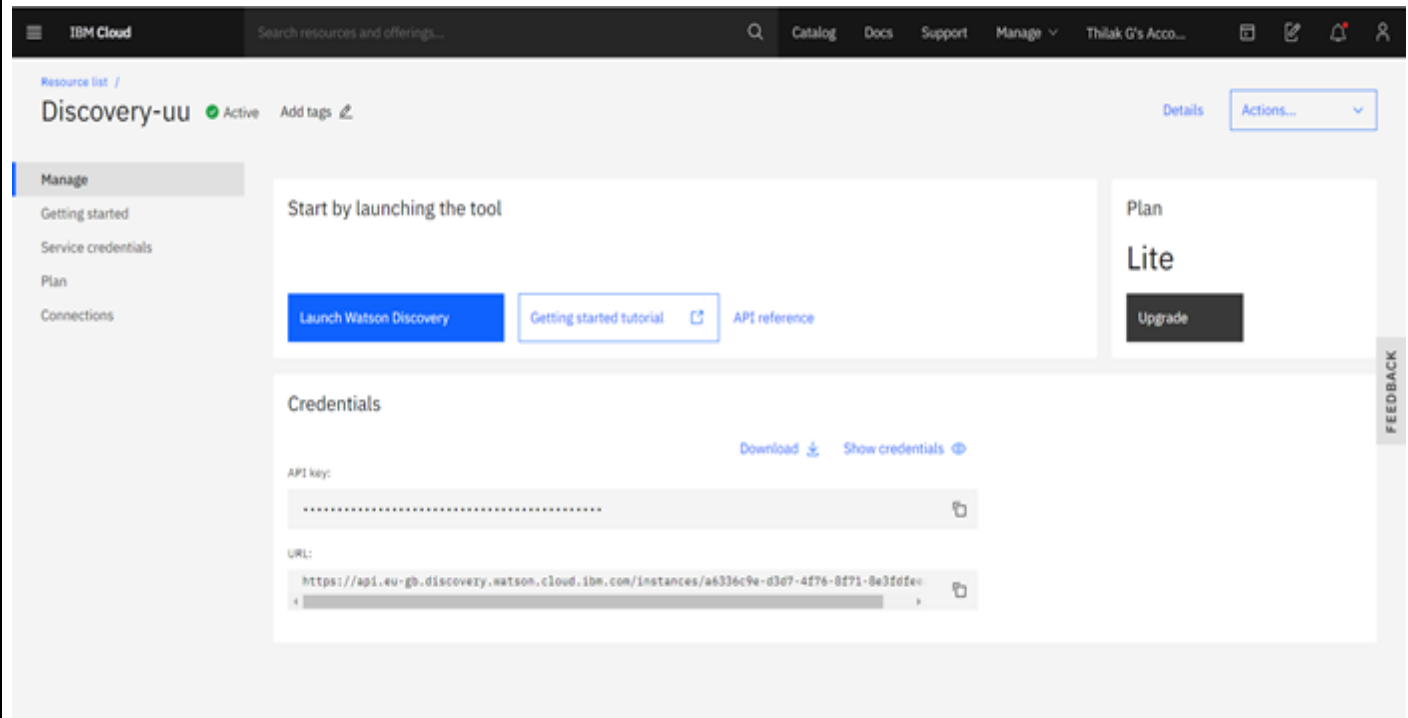 IBM Cloud Search resources and offerings... Catalog Docs Support Manage Thilak G's Acco...
Resource list /
Discovery-uu Active Add tags Details Actions...
Manage
Getting started
Service credentials
Plan
Connections
Start by launching the tool
Launch Watson Discovery Getting started tutorial API reference
Plan
Lite
Upgrade
Credentials
Download Show credentials
API key:
............................................
URL:
https://api.eu-gb.discovery.watson.cloud.ibm.com/instances/a6336c9e-d3d7-4f76-8f71-8e3fdfee
FEEDBACK